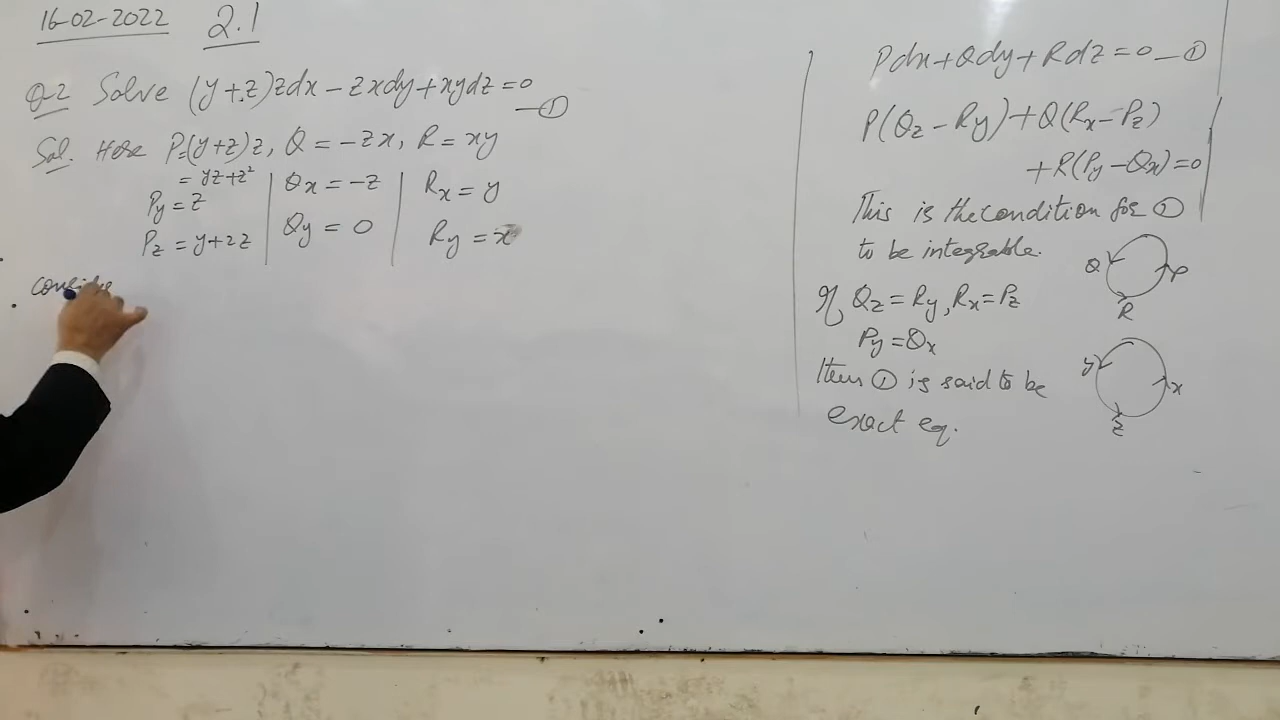 16-02-2022 2.1
Q.2 Solve (y+z)zdx - zxdy + xydz = 0 —①
Sol. Here P=(y+z)z, Q = -zx, R = xy
= yz+z²
Py = z
Pz = y+2z
Qx = -z
Qy = 0
Rx = y
Ry = x
Pdx + Qdy + Rdz = 0 —①
P(Qz - Ry) + Q(Rx - Pz)
+ R(Py - Qx) = 0
This is the condition for ①
to be integrable.
If Qz = Ry, Rx = Pz
Py = Qx
then ① is said to be
exact eq.
Q P
R
y x
z